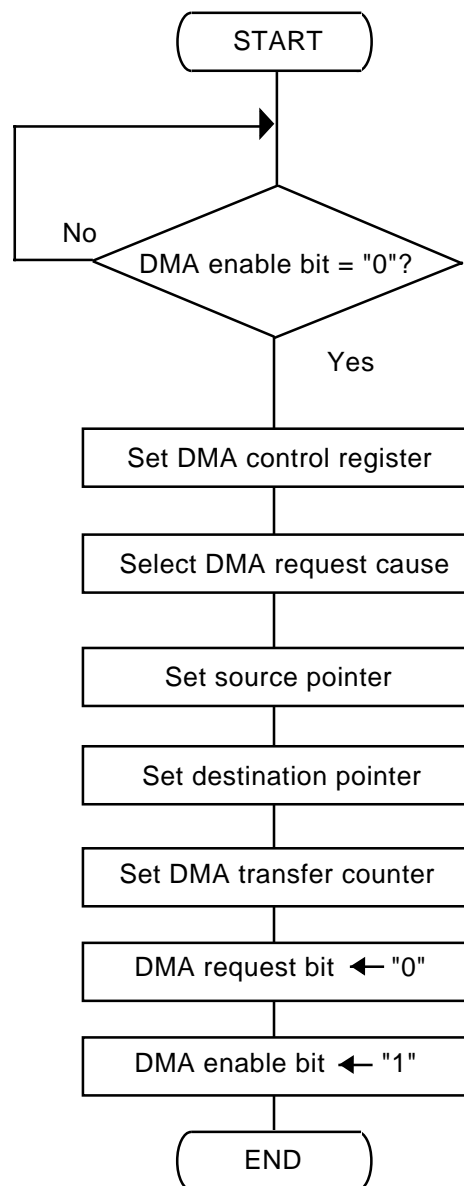 START
No
DMA enable bit = "0"?
Yes
Set DMA control register
Select DMA request cause
Set source pointer
Set destination pointer
Set DMA transfer counter
DMA request bit ← "0"
DMA enable bit ← "1"
END